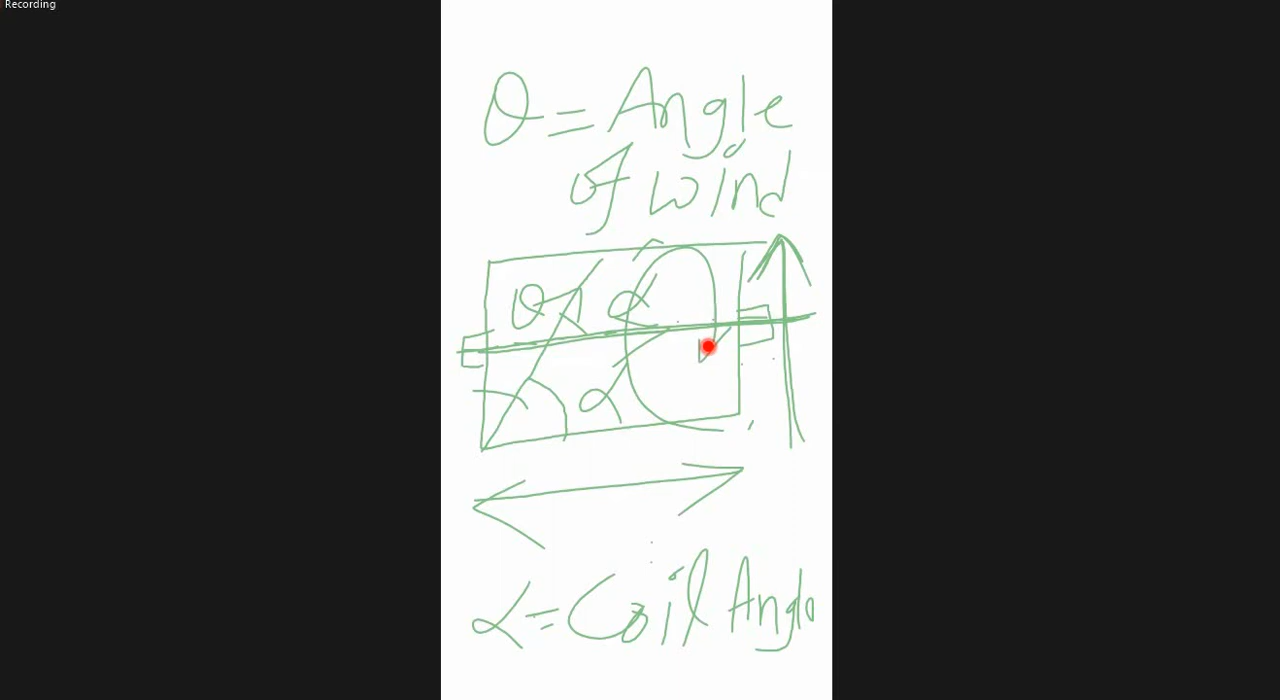 Recording
θ = Angle
of wind
θ α
α
α = Coil Angle